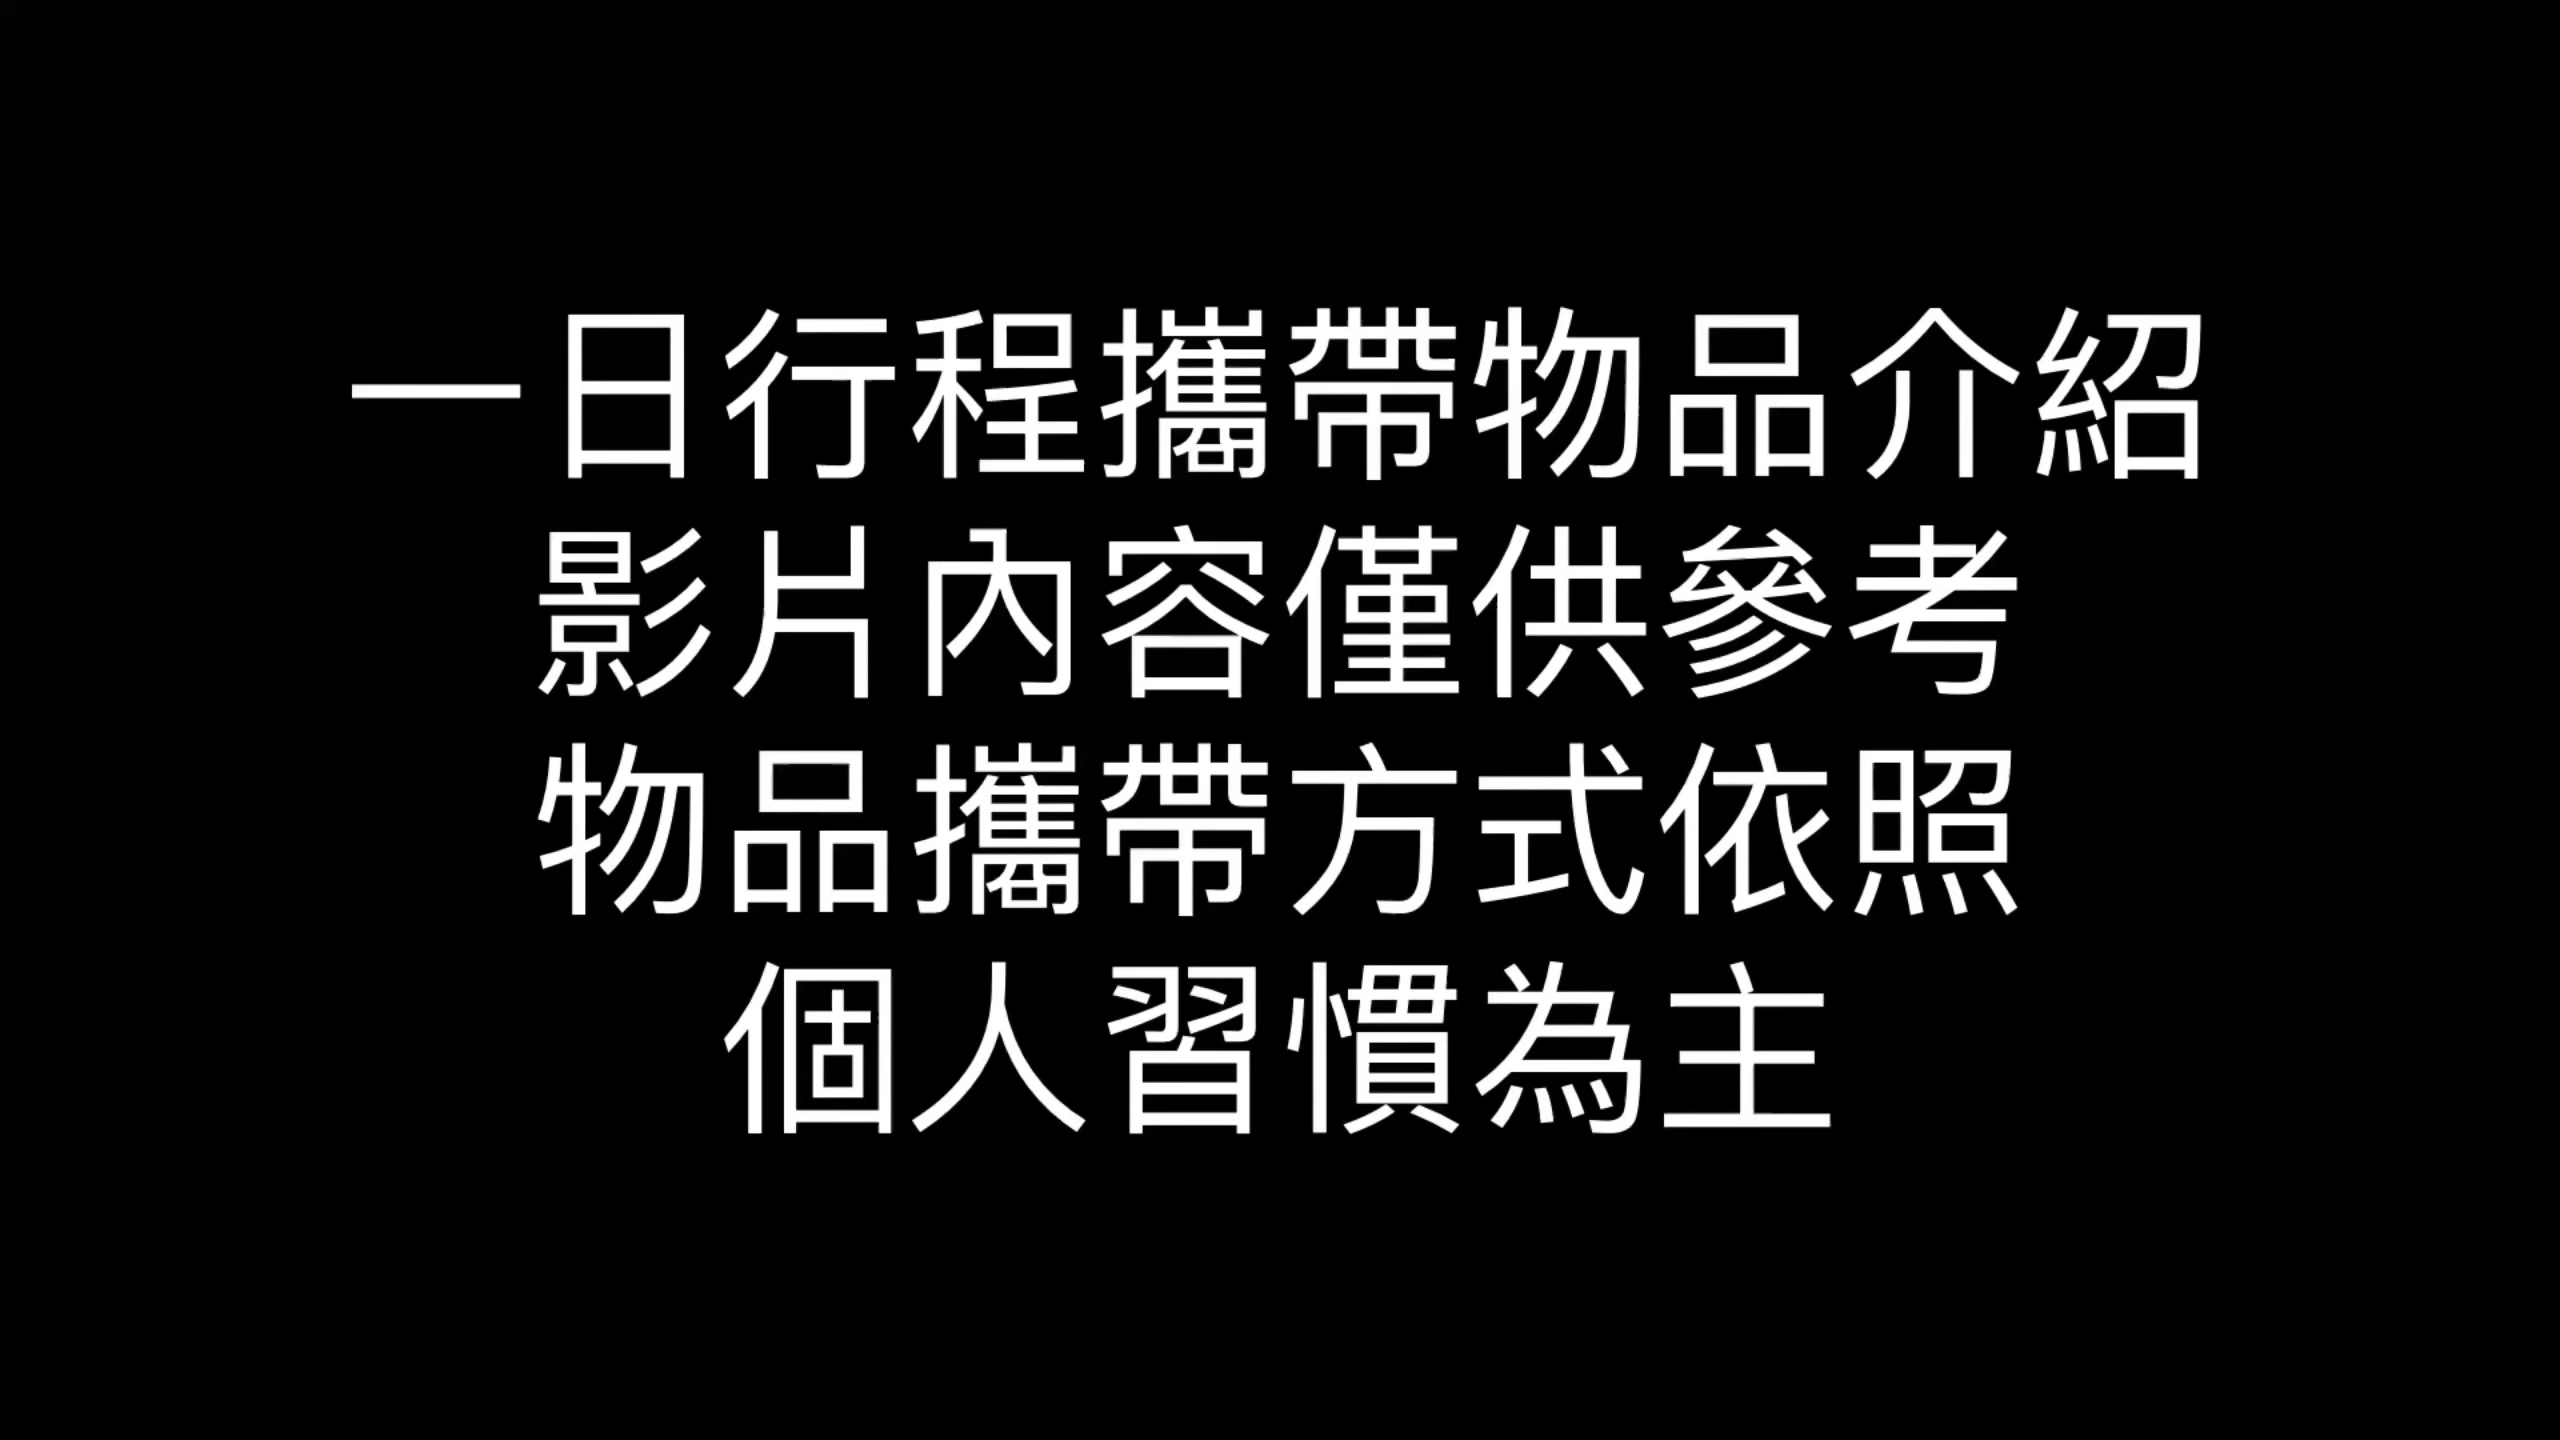 一日行程攜帶物品介紹
影片內容僅供參考
物品攜帶方式依照
個人習慣為主